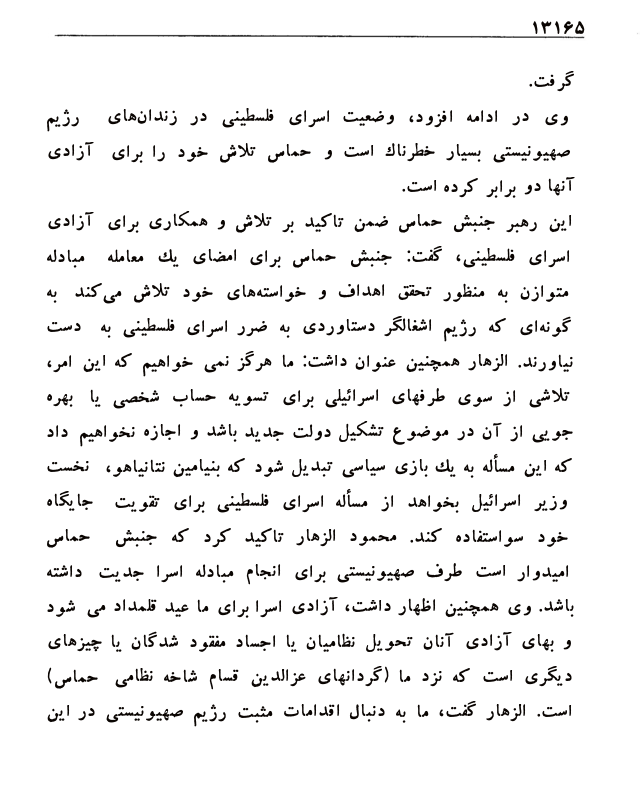 ۱۳۱۶۵
گرفت.
وی در ادامه افزود، وضعیت اسرای فلسطینی در زندان‌های رژیم
صهیونیستی بسیار خطرناك است و حماس تلاش خود را برای آزادی
آنها دو برابر کرده است.
این رهبر جنبش حماس ضمن تاکید بر تلاش و همکاری برای آزادی
اسرای فلسطینی، گفت: جنبش حماس برای امضای یك معامله مبادله
متوازن به منظور تحقق اهداف و خواسته‌های خود تلاش می‌کند به
گونه‌ای که رژیم اشغالگر دستاوردی به ضرر اسرای فلسطینی به دست
نیاورند. الزهار همچنین عنوان داشت: ما هرگز نمی خواهیم که این امر،
تلاشی از سوی طرفهای اسرائیلی برای تسویه حساب شخصی یا بهره
جویی از آن در موضوع تشکیل دولت جدید باشد و اجازه نخواهیم داد
که این مسأله به یك بازی سیاسی تبدیل شود که بنیامین نتانیاهو، نخست
وزیر اسرائیل بخواهد از مسأله اسرای فلسطینی برای تقویت جایگاه
خود سواستفاده کند. محمود الزهار تاکید کرد که جنبش حماس
امیدوار است طرف صهیونیستی برای انجام مبادله اسرا جدیت داشته
باشد. وی همچنین اظهار داشت، آزادی اسرا برای ما عید قلمداد می شود
و بهای آزادی آنان تحویل نظامیان یا اجساد مفقود شدگان یا چیزهای
دیگری است که نزد ما (گردانهای عزالدین قسام شاخه نظامی حماس)
است. الزهار گفت، ما به دنبال اقدامات مثبت رژیم صهیونیستی در این